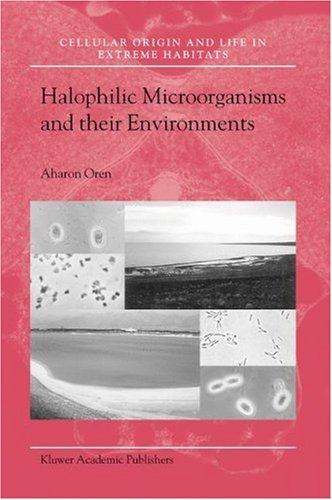 CELLULAR ORIGIN AND LIFE IN
EXTREME HABITATS
Halophilic Microorganisms
and their Environments
Aharon Oren
Kluwer Academic Publishers